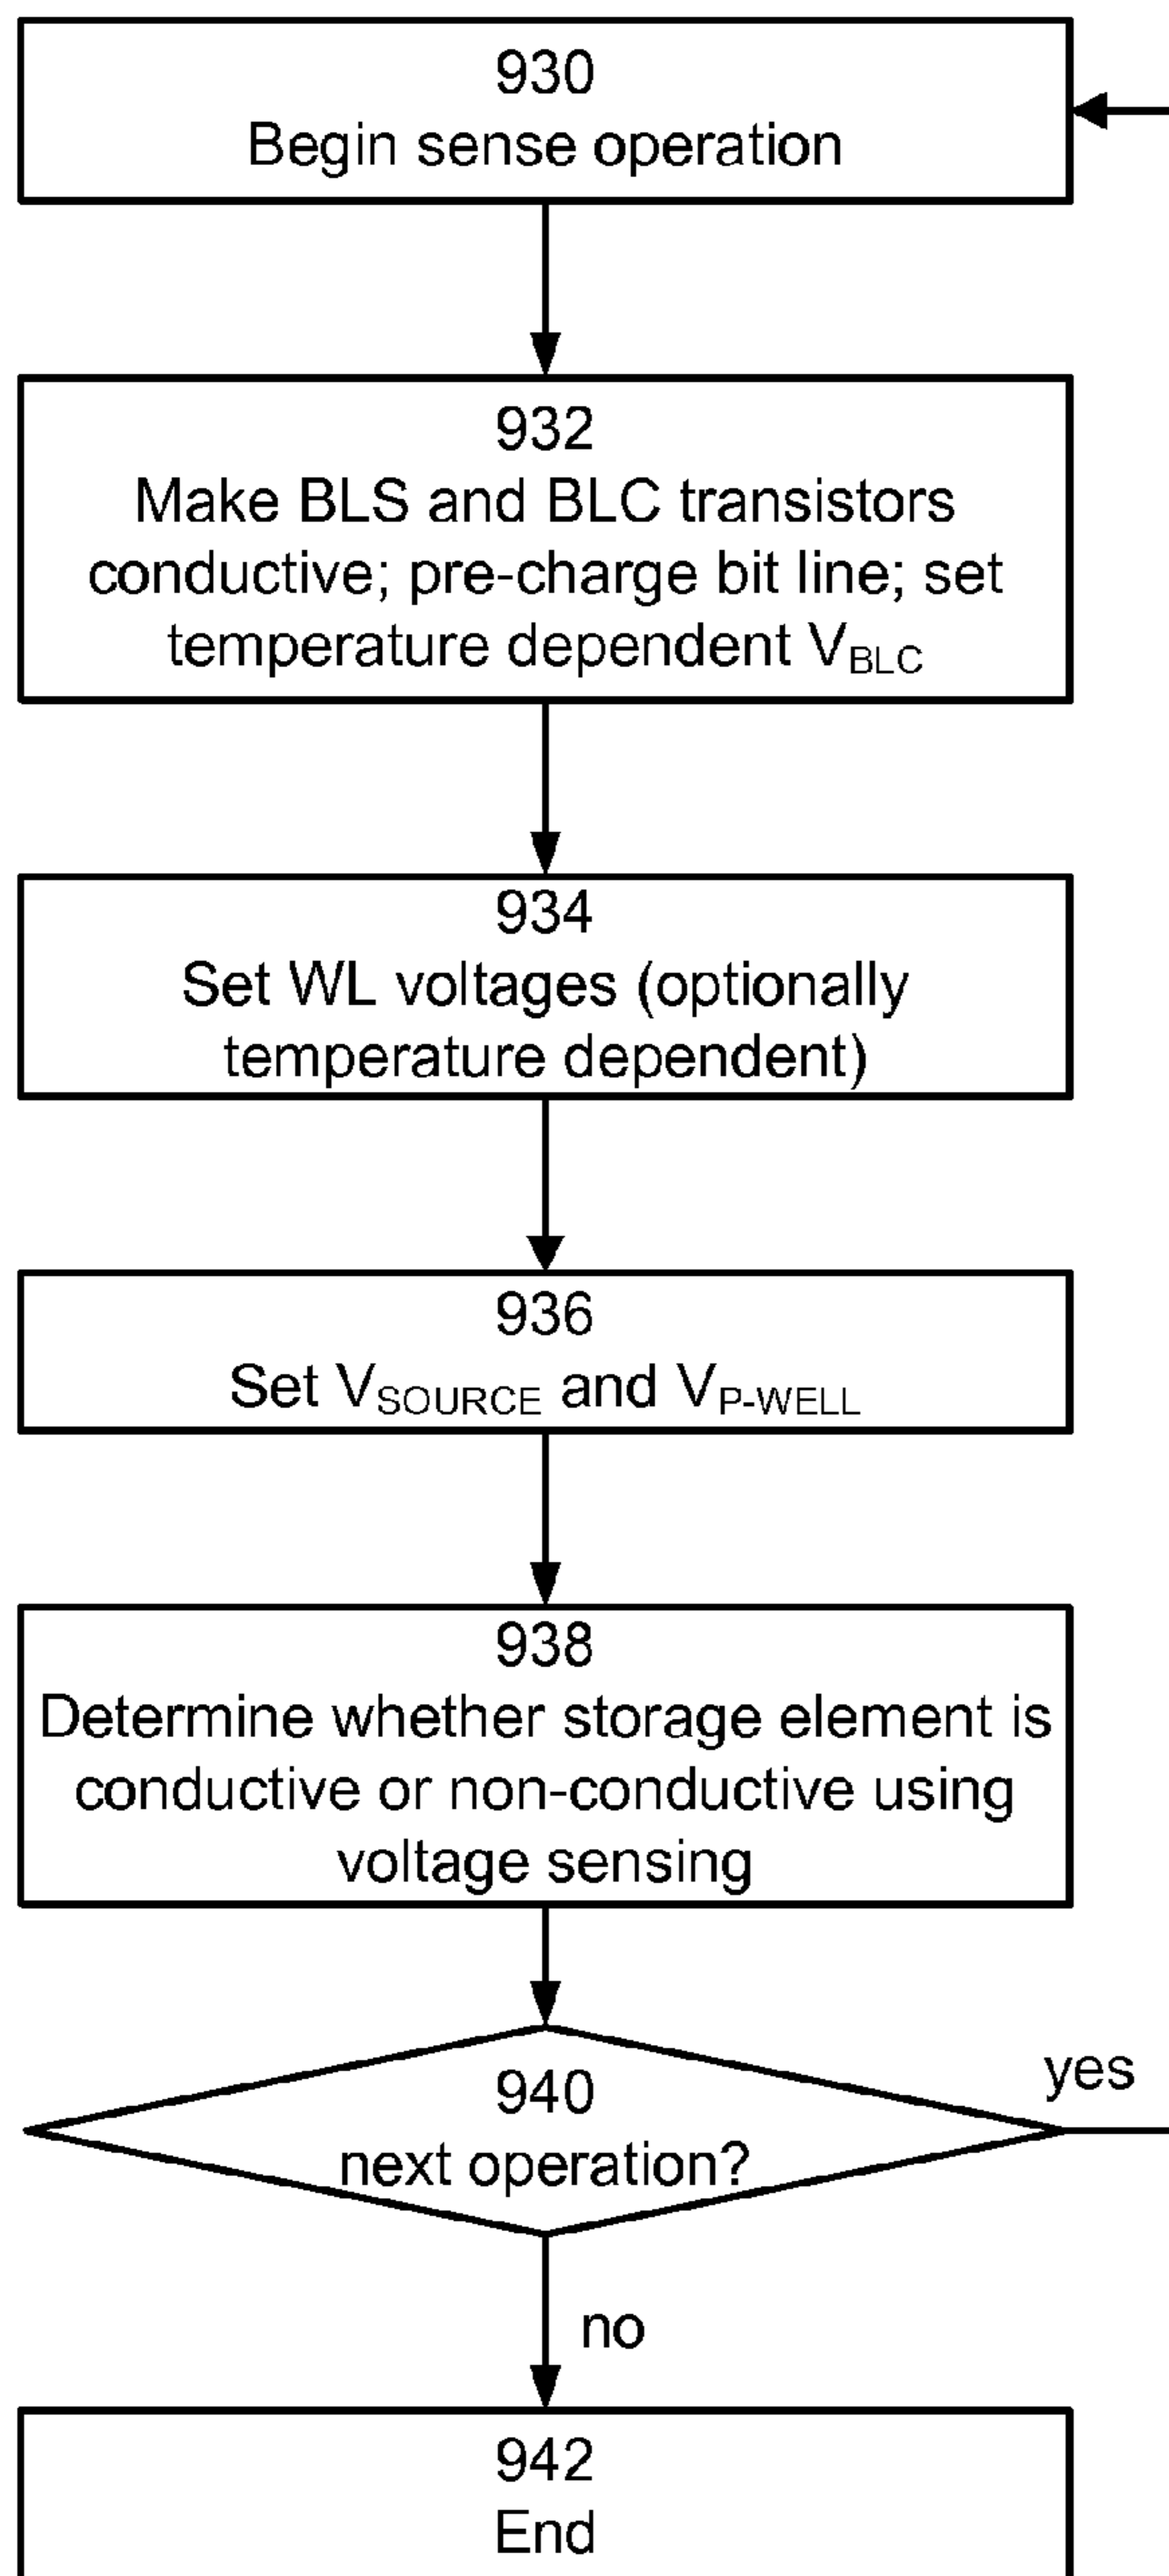 930
Begin sense operation
932
Make BLS and BLC transistors
conductive; pre-charge bit line; set
temperature dependent VBLC
934
Set WL voltages (optionally
temperature dependent)
936
Set VSOURCE and VP-WELL
938
Determine whether storage element is
conductive or non-conductive using
voltage sensing
940
next operation?
yes
no
942
End